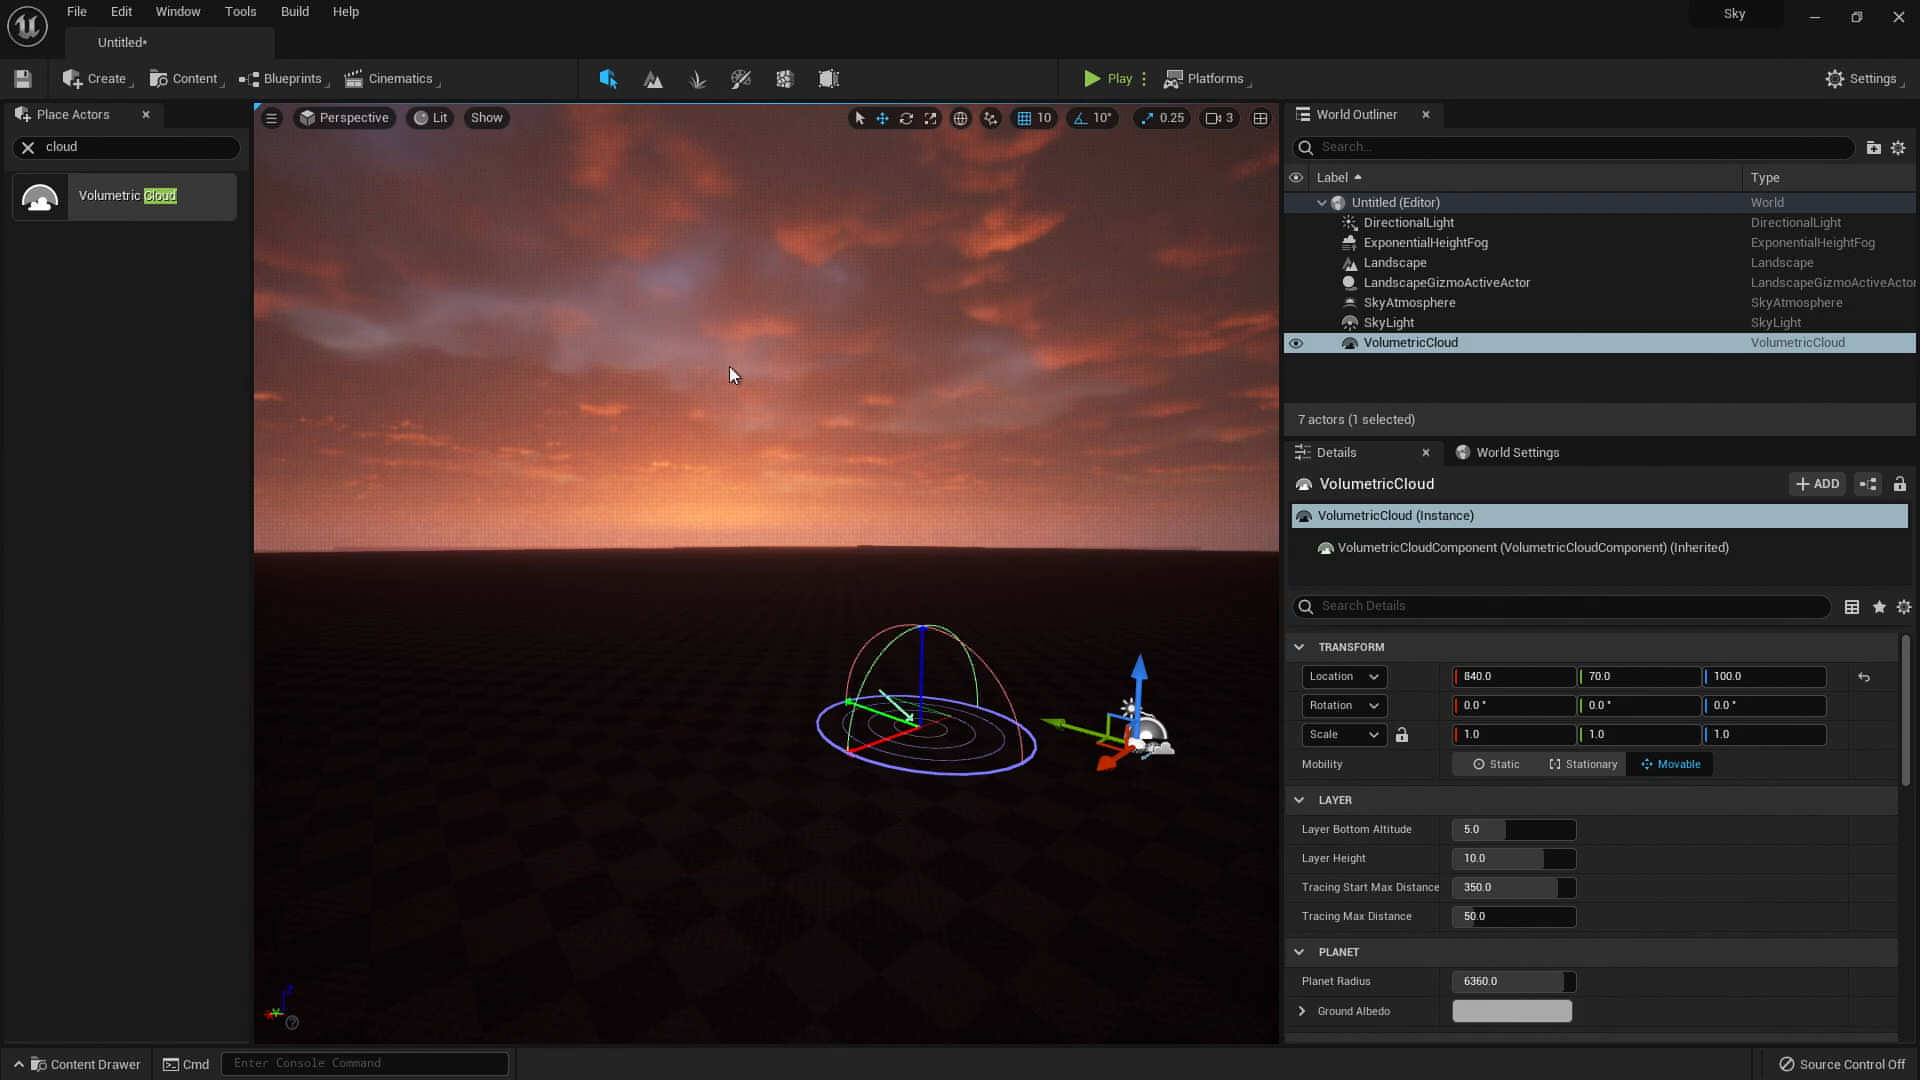 File Edit Window Tools Build Help
Sky
Untitled*
Create Content Blueprints Cinematics
Play Platforms
Settings
Place Actors
cloud
Volumetric Cloud
Perspective Lit Show
10 10° 0.25 3
World Outliner
Search...
Label Type
Untitled (Editor) World
DirectionalLight DirectionalLight
ExponentialHeightFog ExponentialHeightFog
Landscape Landscape
LandscapeGizmoActiveActor LandscapeGizmoActiveActor
SkyAtmosphere SkyAtmosphere
SkyLight SkyLight
VolumetricCloud VolumetricCloud
7 actors (1 selected)
Details World Settings
VolumetricCloud
+ ADD
VolumetricCloud (Instance)
VolumetricCloudComponent (VolumetricCloudComponent) (Inherited)
Search Details
TRANSFORM
Location 840.0 70.0 100.0
Rotation 0.0 ° 0.0 ° 0.0 °
Scale 1.0 1.0 1.0
Mobility Static Stationary Movable
LAYER
Layer Bottom Altitude 5.0
Layer Height 10.0
Tracing Start Max Distance 350.0
Tracing Max Distance 50.0
PLANET
Planet Radius 6360.0
Ground Albedo
Z
Content Drawer Cmd Enter Console Command
Source Control Off